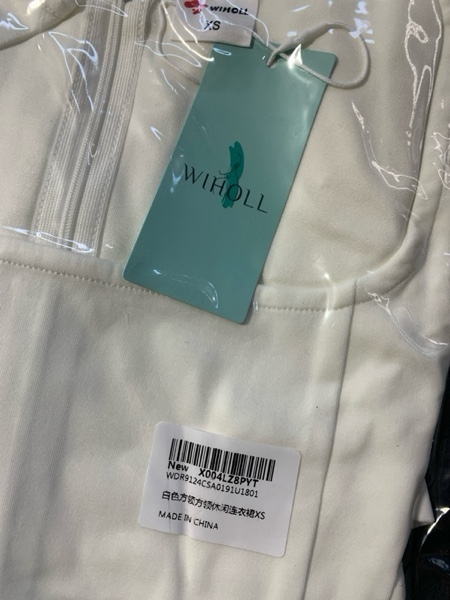 WIHOLL
XS
WIHOLL
New X004LZ8PYT
WDR9124CSA0191U1801
白色方锁方领休闲连衣裙XS
MADE IN CHINA